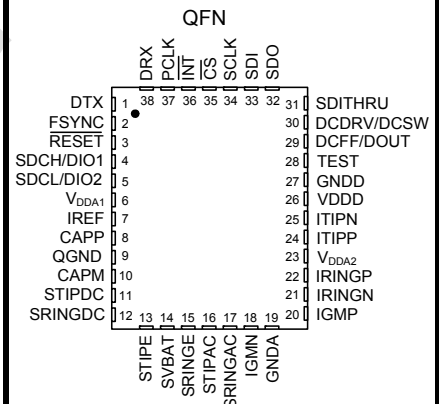 QFN
DRX
PCLK
INT
CS
SCLK
SDI
SDO
38 37 36 35 34 33 32
DTX 1
FSYNC 2
RESET 3
SDCH/DIO1 4
SDCL/DIO2 5
VDDA1 6
IREF 7
CAPP 8
QGND 9
CAPM 10
STIPDC 11
SRINGDC 12
31 SDITHRU
30 DCDRV/DCSW
29 DCFF/DOUT
28 TEST
27 GNDD
26 VDDD
25 ITIPN
24 ITIPP
23 VDDA2
22 IRINGP
21 IRINGN
20 IGMP
13 14 15 16 17 18 19
STIPE
SVBAT
SRINGE
STIPAC
SRINGAC
IGMN
GNDA